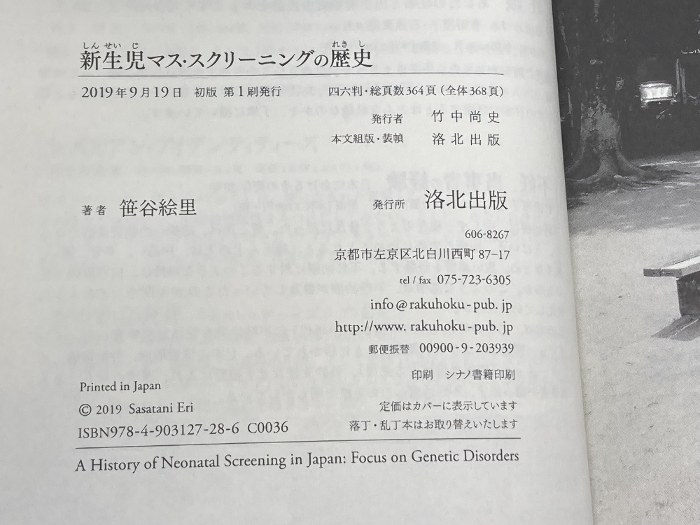 しんせいじ れきし
新生児マス・スクリーニングの歴史
2019年9月19日 初版 第1刷発行 四六判・総頁数364頁（全体368頁）
発行者 竹中尚史
本文組版・装幀 洛北出版
著者 笹谷絵里 発行所 洛北出版
606-8267
京都市左京区北白川西町87-17
tel / fax 075-723-6305
info@rakuhoku-pub.jp
http://www.rakuhoku-pub.jp
郵便振替 00900-9-203939
印刷 シナノ書籍印刷
Printed in Japan
© 2019 Sasatani Eri 定価はカバーに表示しています
ISBN978-4-903127-28-6 C0036 落丁・乱丁本はお取り替えいたします
A History of Neonatal Screening in Japan: Focus on Genetic Disorders